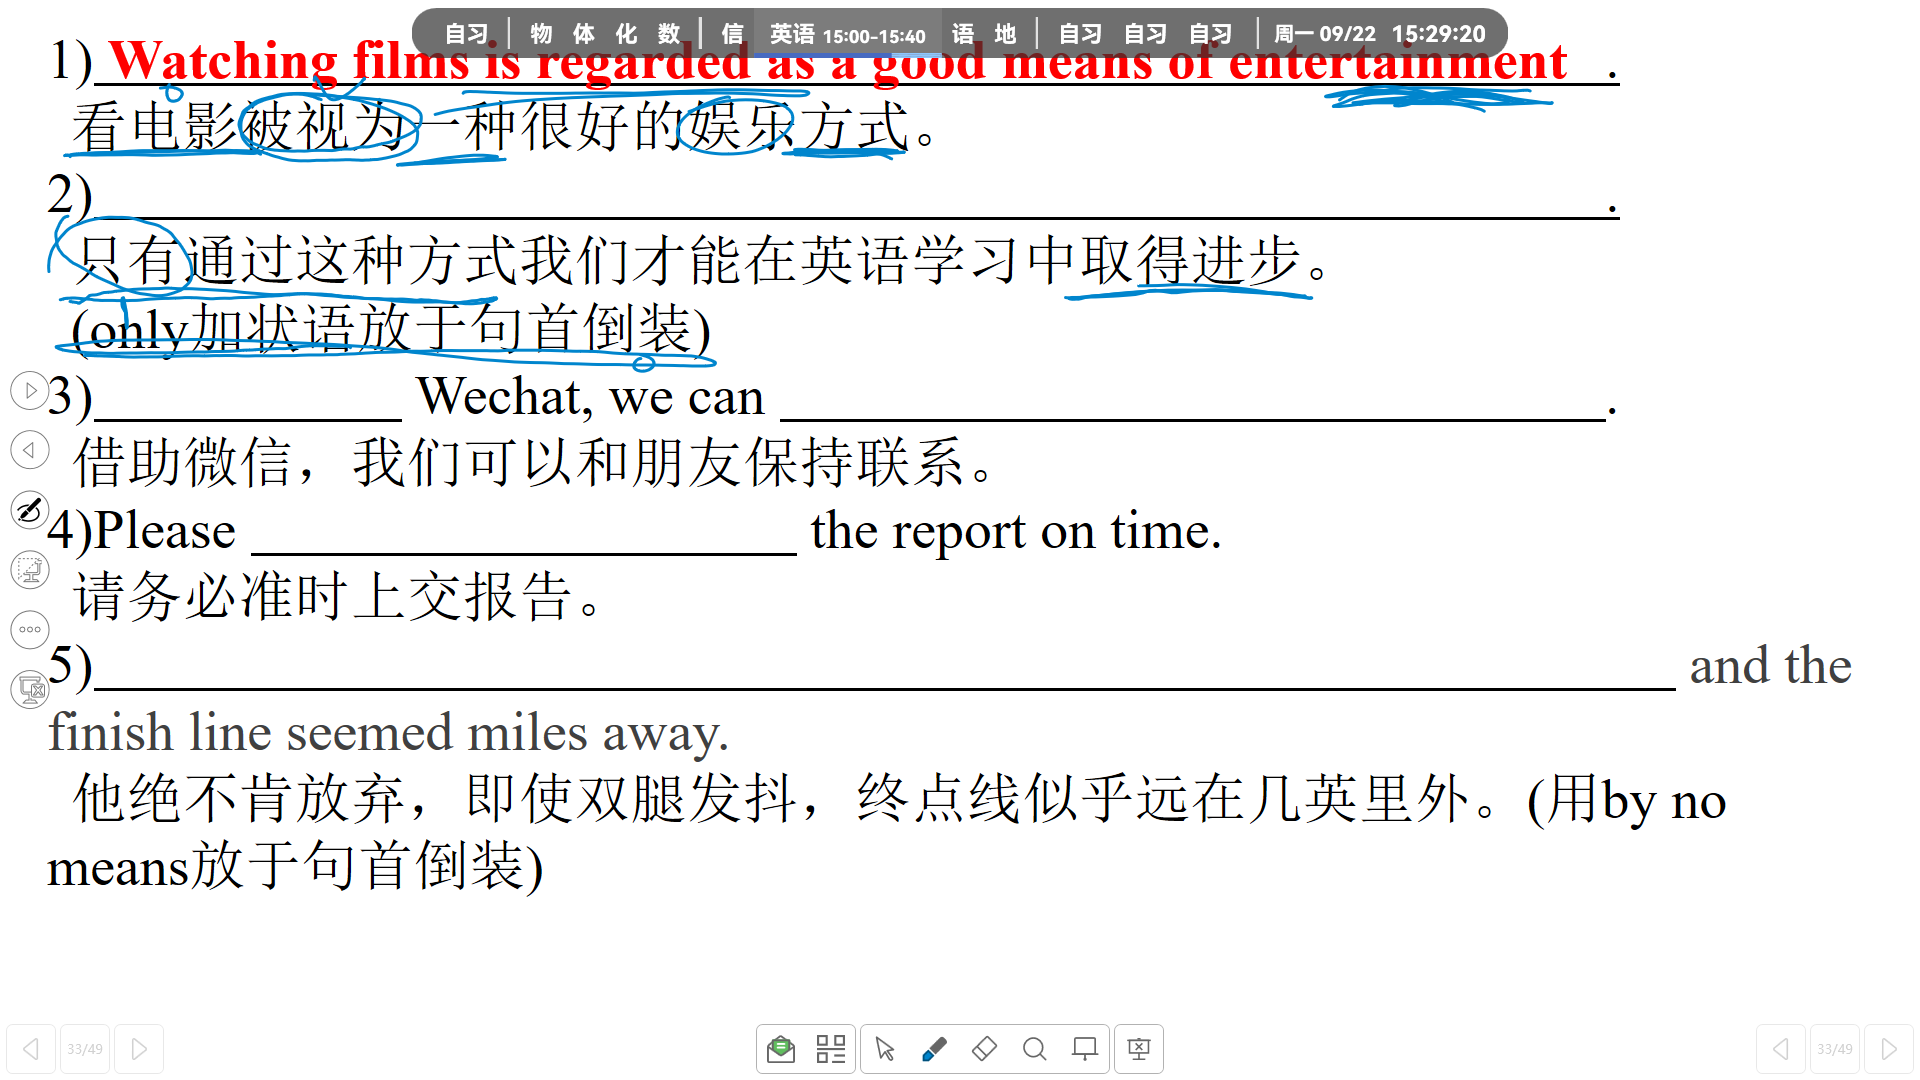 自习 | 物 体 化 数 | 信 英语 15:00-15:40 语 地 | 自习 自习 自习 | 周一 09/22 15:29:20
1) Watching films is regarded as a good means of entertainment .
看电影被视为一种很好的娱乐方式。
2) .
只有通过这种方式我们才能在英语学习中取得进步。
(only加状语放于句首倒装)
3) Wechat, we can .
借助微信，我们可以和朋友保持联系。
4)Please the report on time.
请务必准时上交报告。
5) and the
finish line seemed miles away.
他绝不肯放弃，即使双腿发抖，终点线似乎远在几英里外。(用by no
means放于句首倒装)
33/49
33/49